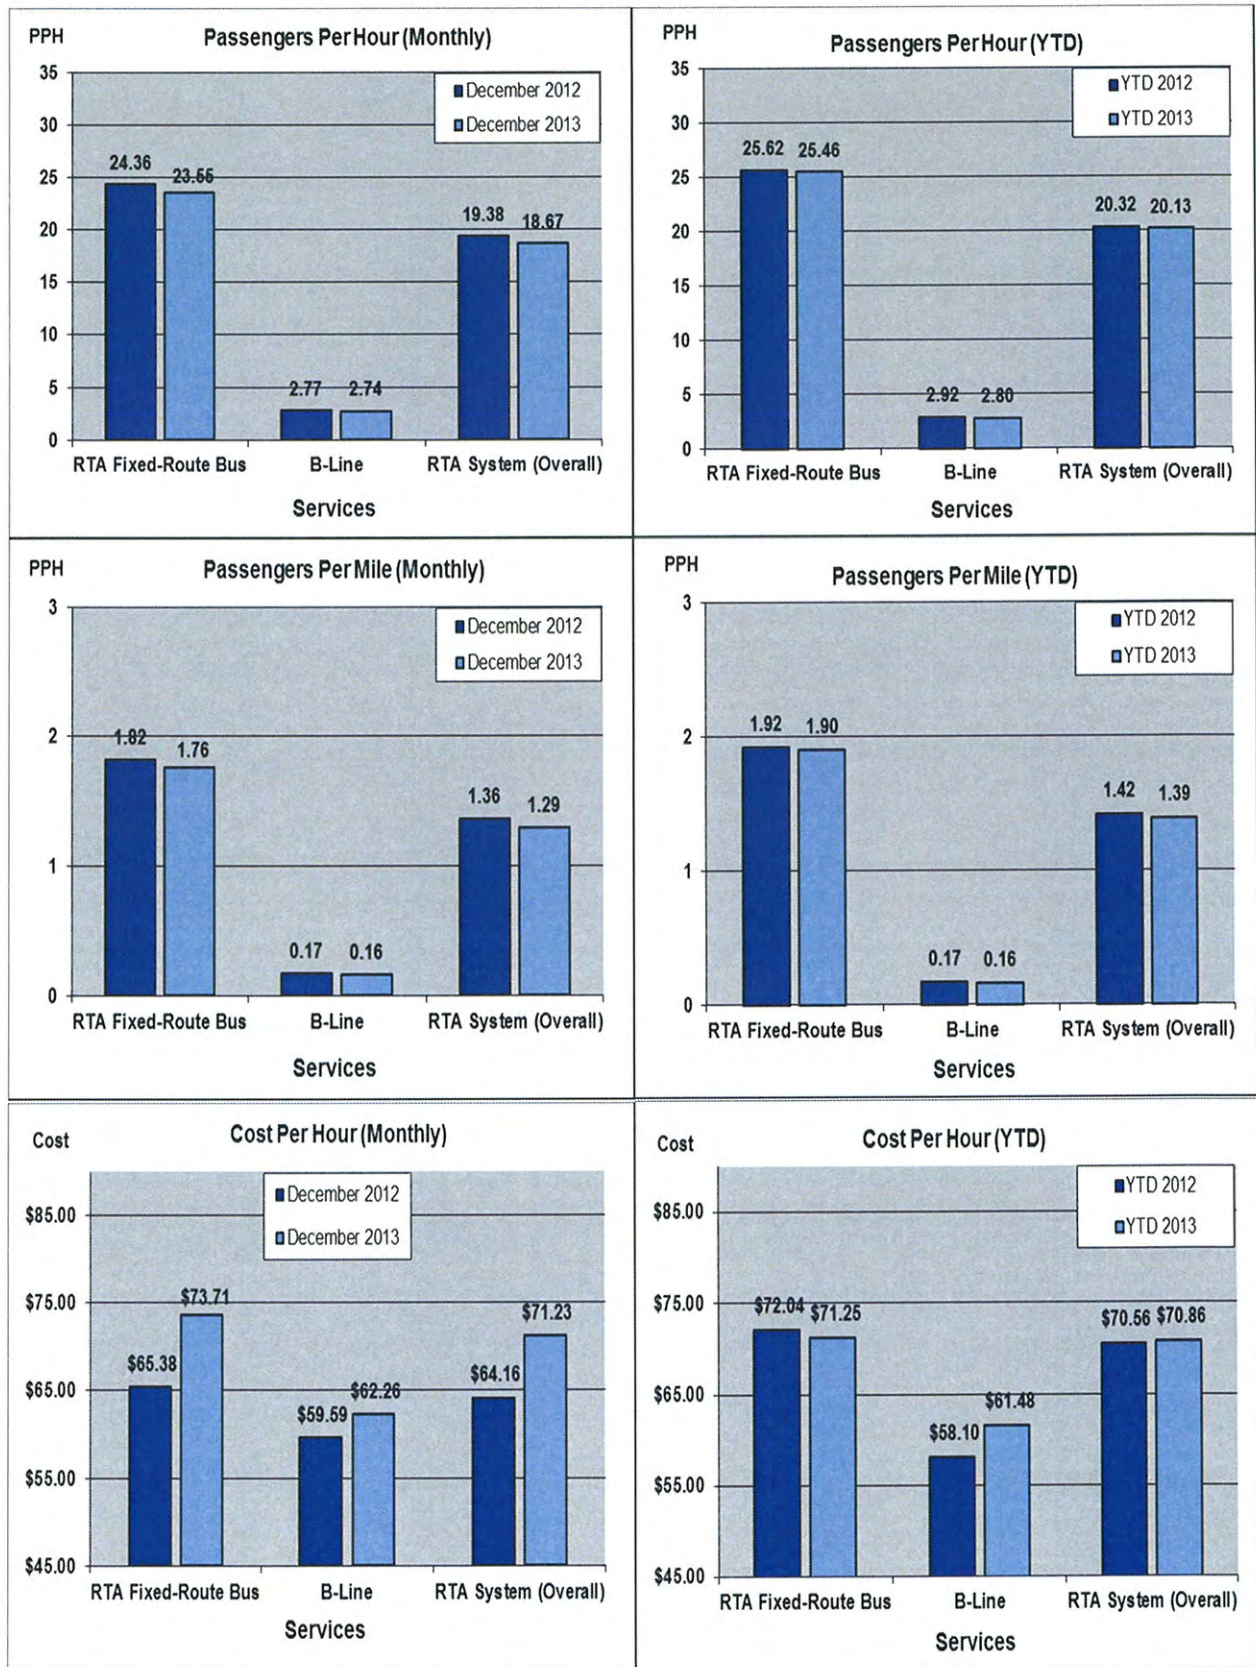 PPH
Passengers Per Hour (Monthly)
35
30
25
20
15
10
5
0
December 2012
December 2013
24.36
23.55
2.77
2.74
19.38
18.67
RTA Fixed-Route Bus
B-Line
RTA System (Overall)
Services
PPH
Passengers Per Hour (YTD)
35
30
25
20
15
10
5
0
YTD 2012
YTD 2013
25.62
25.46
2.92
2.80
20.32
20.13
RTA Fixed-Route Bus
B-Line
RTA System (Overall)
Services
PPH
Passengers Per Mile (Monthly)
3
2
1
0
December 2012
December 2013
1.82
1.76
0.17
0.16
1.36
1.29
RTA Fixed-Route Bus
B-Line
RTA System (Overall)
Services
PPH
Passengers Per Mile (YTD)
3
2
1
0
YTD 2012
YTD 2013
1.92
1.90
0.17
0.16
1.42
1.39
RTA Fixed-Route Bus
B-Line
RTA System (Overall)
Services
Cost
Cost Per Hour (Monthly)
$85.00
$75.00
$65.00
$55.00
$45.00
December 2012
December 2013
$65.38
$73.71
$59.59
$62.26
$64.16
$71.23
RTA Fixed-Route Bus
B-Line
RTA System (Overall)
Services
Cost
Cost Per Hour (YTD)
$85.00
$75.00
$65.00
$55.00
$45.00
YTD 2012
YTD 2013
$72.04
$71.25
$58.10
$61.48
$70.56
$70.86
RTA Fixed-Route Bus
B-Line
RTA System (Overall)
Services